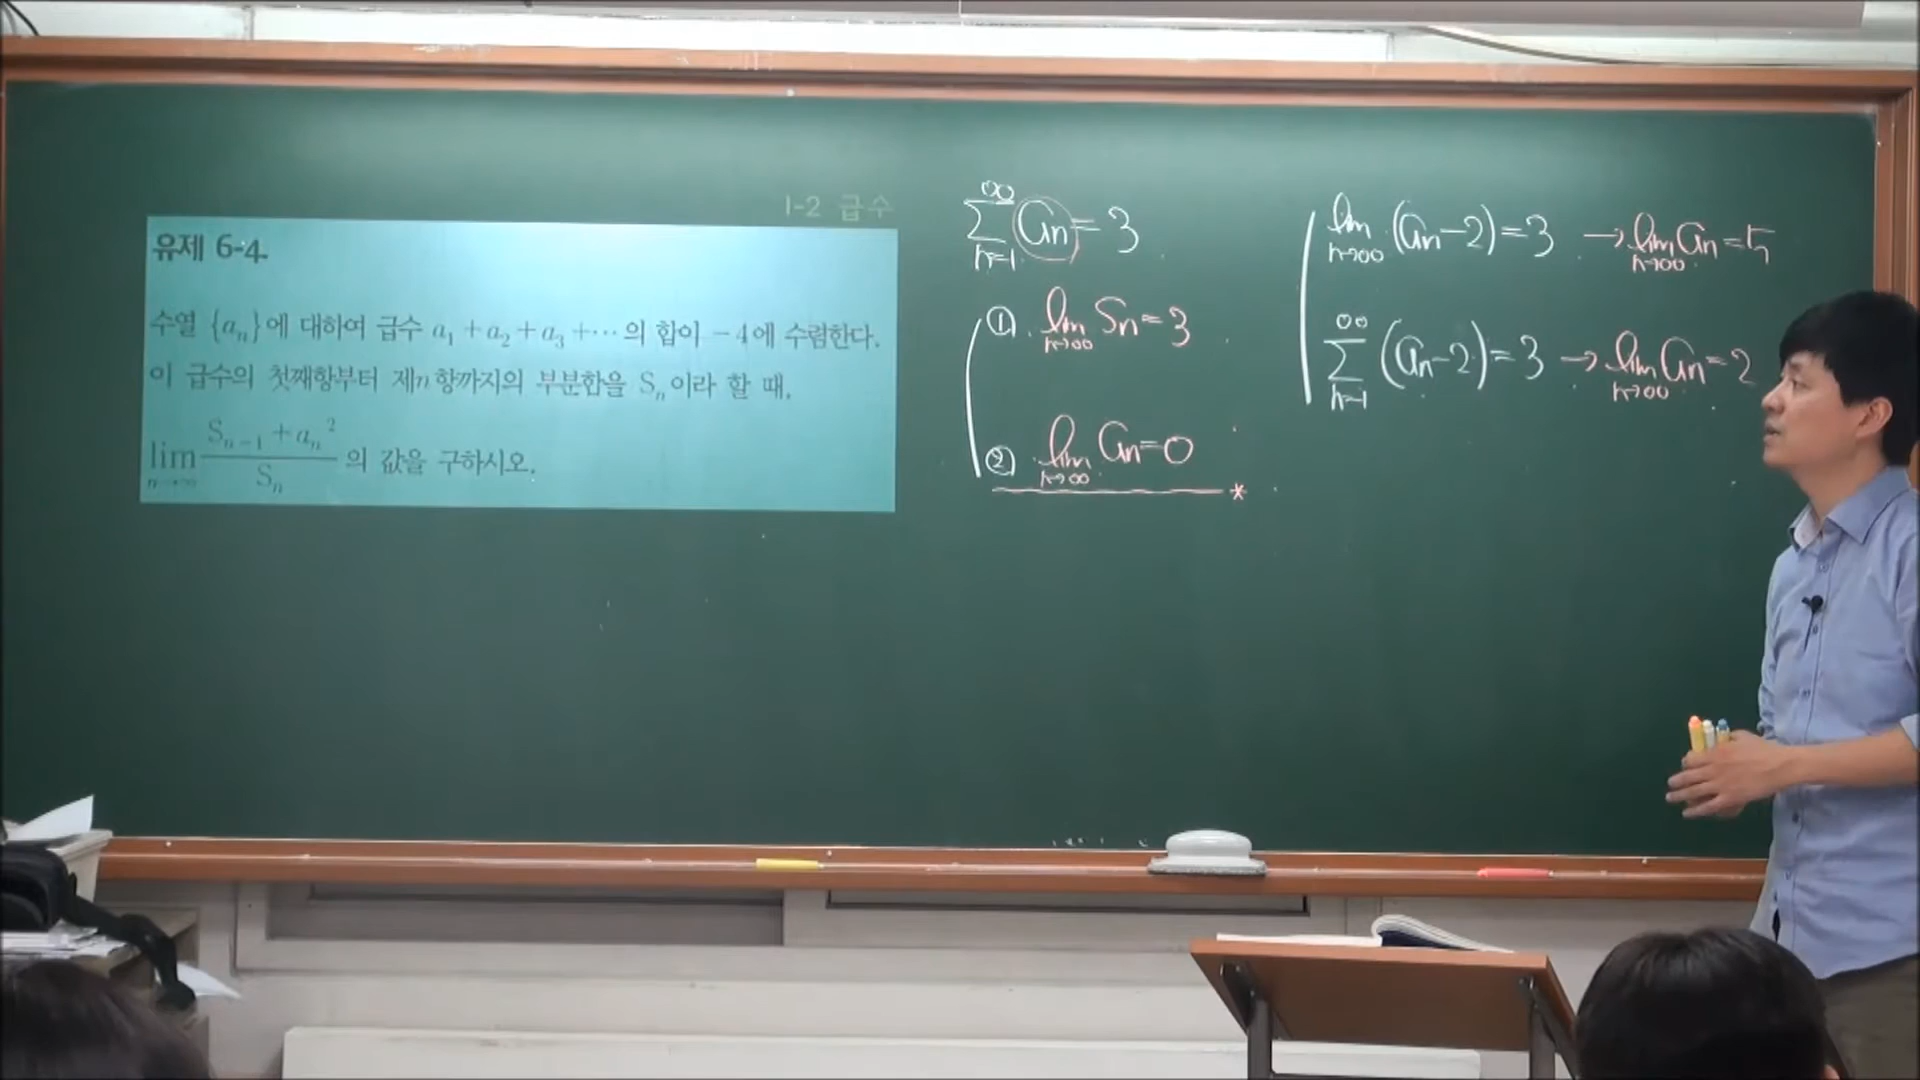 I-2 급수
유제 6-4.
수열 {aₙ}에 대하여 급수 a₁ + a₂ + a₃ + ⋯ 의 합이 -4에 수렴한다.
이 급수의 첫째항부터 제n항까지의 부분합을 Sₙ이라 할 때,
lim_{n→∞} (Sₙ₋₁ + aₙ²)/Sₙ 의 값을 구하시오.
∑_{n=1}^{∞} aₙ = 3
① lim_{n→∞} Sₙ = 3
② lim_{n→∞} aₙ = 0 *
lim_{n→∞} (aₙ-2) = 3 → lim_{n→∞} aₙ = 5
∑_{n=1}^{∞} (aₙ-2) = 3 → lim_{n→∞} aₙ = 2